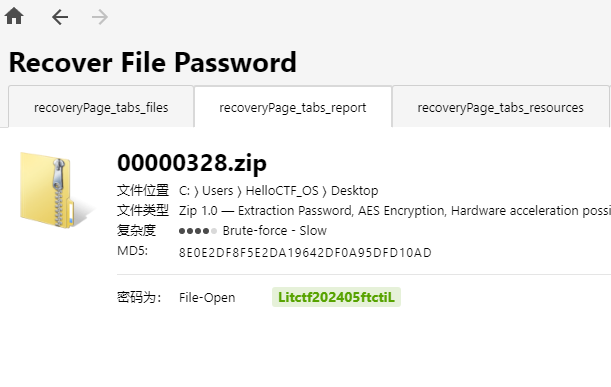 Recover File Password
recoveryPage_tabs_files
recoveryPage_tabs_report
recoveryPage_tabs_resources
00000328.zip
文件位置 C: 〉Users 〉HelloCTF_OS 〉Desktop
文件类型 Zip 1.0 — Extraction Password, AES Encryption, Hardware acceleration possi
复杂度 Brute-force - Slow
MD5: 8E0E2DF8F5E2DA19642DF0A95DFD10AD
密码为: File-Open Litctf202405ftctiL